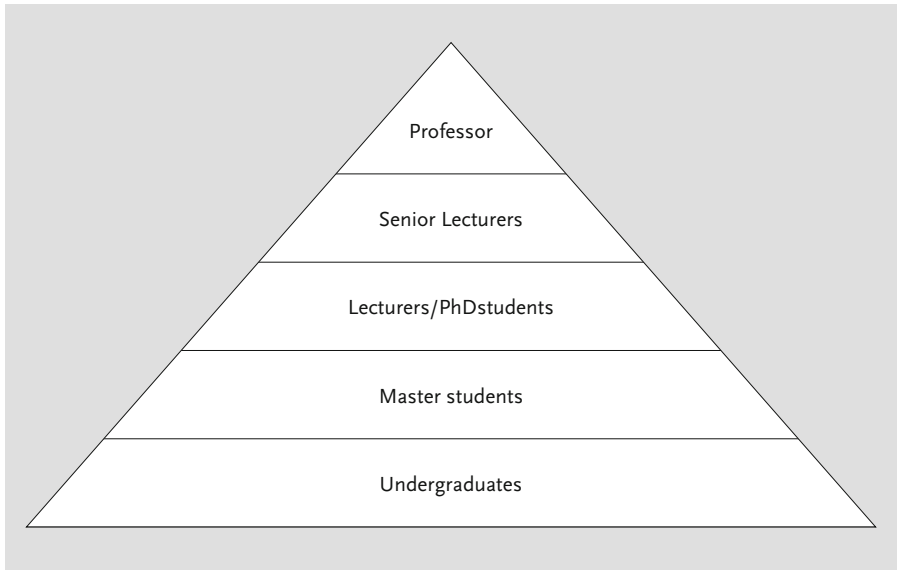 Professor
Senior Lecturers
Lecturers/PhDstudents
Master students
Undergraduates